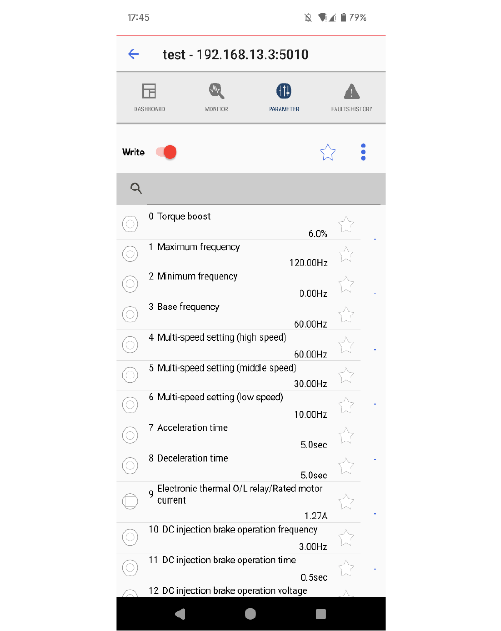 17:45
79%
test - 192.168.13.3:5010
DASHBOARD
MONITOR
PARAMETER
FAULTS HISTORY
Write
0 Torque boost
6.0%
1 Maximum frequency
120.00Hz
2 Minimum frequency
0.00Hz
3 Base frequency
60.00Hz
4 Multi-speed setting (high speed)
60.00Hz
5 Multi-speed setting (middle speed)
30.00Hz
6 Multi-speed setting (low speed)
10.00Hz
7 Acceleration time
5.0sec
8 Deceleration time
5.0sec
9 Electronic thermal O/L relay/Rated motor
current
1.27A
10 DC injection brake operation frequency
3.00Hz
11 DC injection brake operation time
0.5sec
12 DC injection brake operation voltage